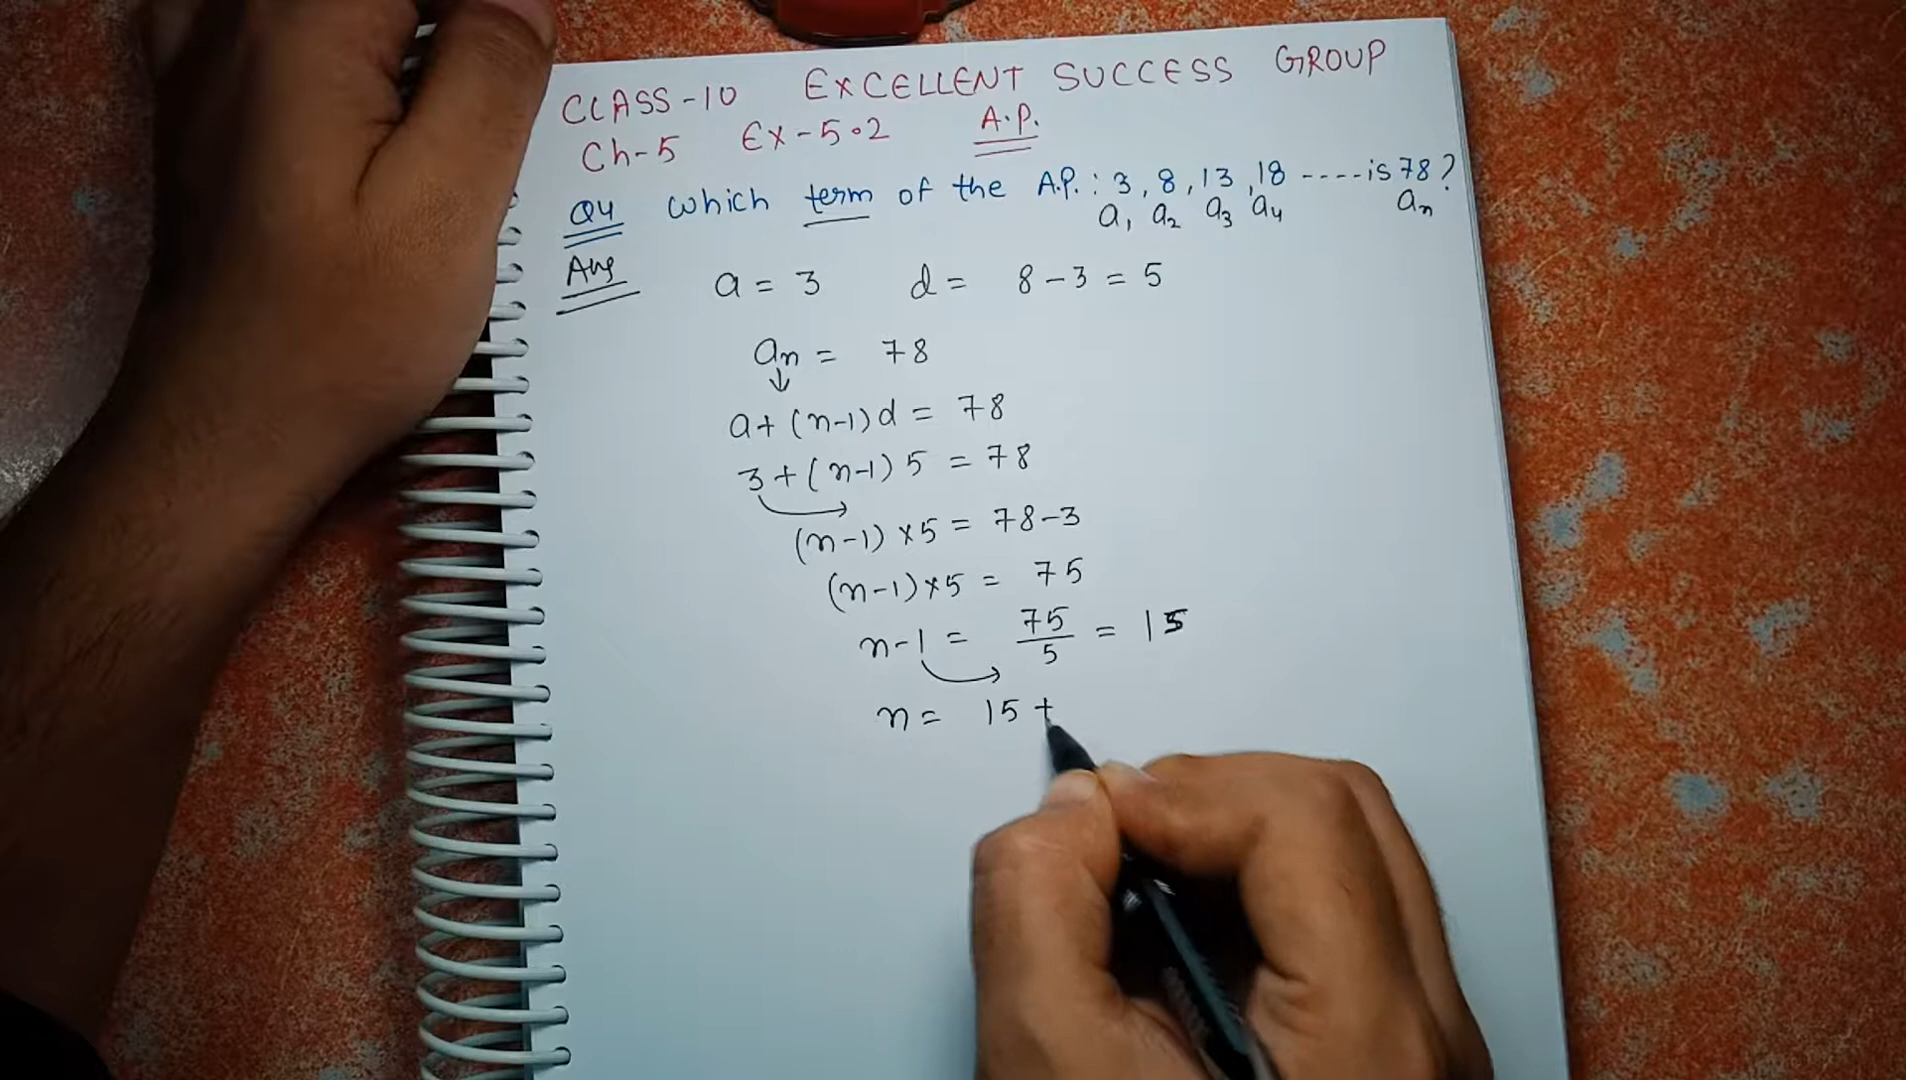 CLASS-10 EXCELLENT SUCCESS GROUP
Ch-5 Ex-5.2 A.P.
Q4 which term of the A.P.: 3, 8, 13, 18 ----- is 78?
a₁ a₂ a₃ a₄ aₙ
Ans a = 3 d = 8 - 3 = 5
aₙ = 78
↓
a + (n-1) d = 78
3 + (n-1) 5 = 78
(n-1) × 5 = 78-3
(n-1) × 5 = 75
n-1 = 75/5 = 15
n = 15 +